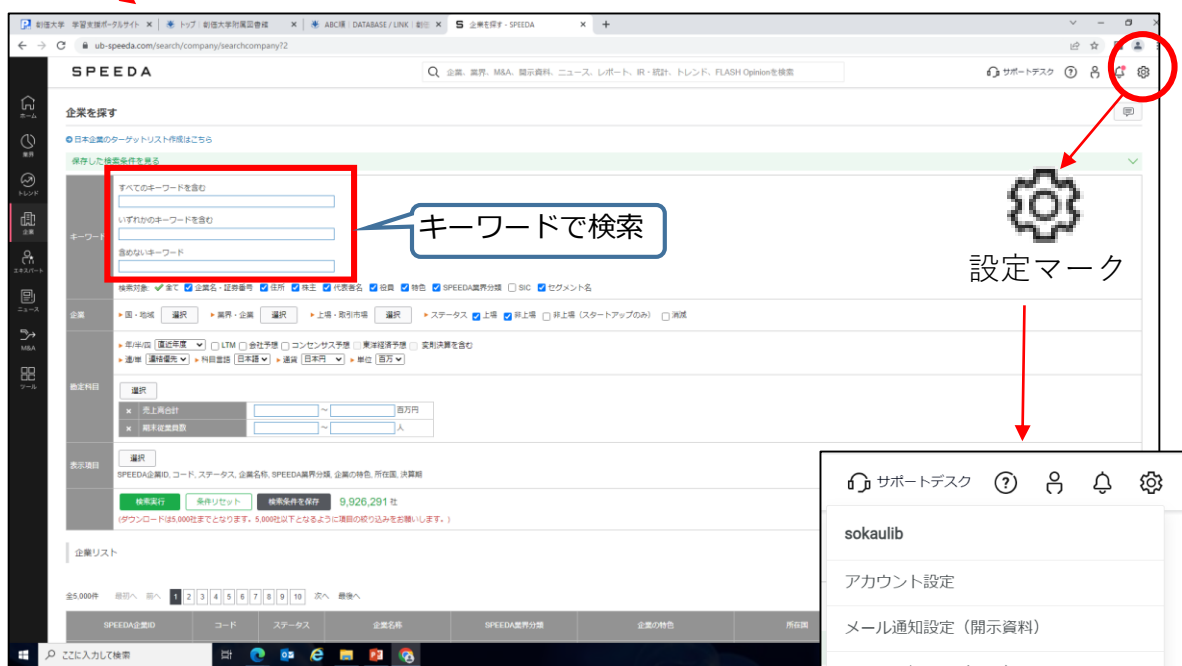 創価大学 学習支援ポータルサイト
トップ | 創価大学附属図書館
ABC順 | DATABASE / LINK | 創価
企業を探す - SPEEDA
ub-speeda.com/search/company/searchcompany72
SPEEDA
企業、業界、M&A、開示資料、ニュース、レポート、IR・統計、トレンド、FLASH Opinionを検索
サポートデスク
ホーム
業界
トレンド
企業
エキスパート
ニュース
M&A
ツール
企業を探す
日本企業のターゲットリスト作成はこちら
保存した検索条件を見る
キーワード
すべてのキーワードを含む
いずれかのキーワードを含む
含めないキーワード
キーワードで検索
設定マーク
検索対象: 全て 企業名・証券番号 住所 株主 代表者名 役員 特色 SPEEDA業界分類 SIC セグメント名
企業
国・地域 選択 業界・企業 選択 上場・取引市場 選択 ステータス 上場 非上場 非上場（スタートアップのみ） 消滅
勘定科目
年/半/四 直近年度 LTM 会社予想 コンセンサス予想 東洋経済予想 変則決算を含む
連/単 連結優先 科目言語 日本語 通貨 日本円 単位 百万
選択
× 売上高合計 ～ 百万円
× 期末従業員数 ～ 人
表示項目
選択
SPEEDA企業ID, コード, ステータス, 企業名称, SPEEDA業界分類, 企業の特色, 所在国, 決算期
検索実行 条件リセット 検索条件を保存 9,926,291 社
(ダウンロードは5,000社までとなります。5,000社以下となるように項目の絞り込みをお願いします。)
企業リスト
全5,000件 最初へ 前へ 1 2 3 4 5 6 7 8 9 10 次へ 最後へ
SPEEDA企業ID コード ステータス 企業名称 SPEEDA業界分類 企業の特色 所在国
サポートデスク
sokaulib
アカウント設定
メール通知設定（開示資料）
ここに入力して検索